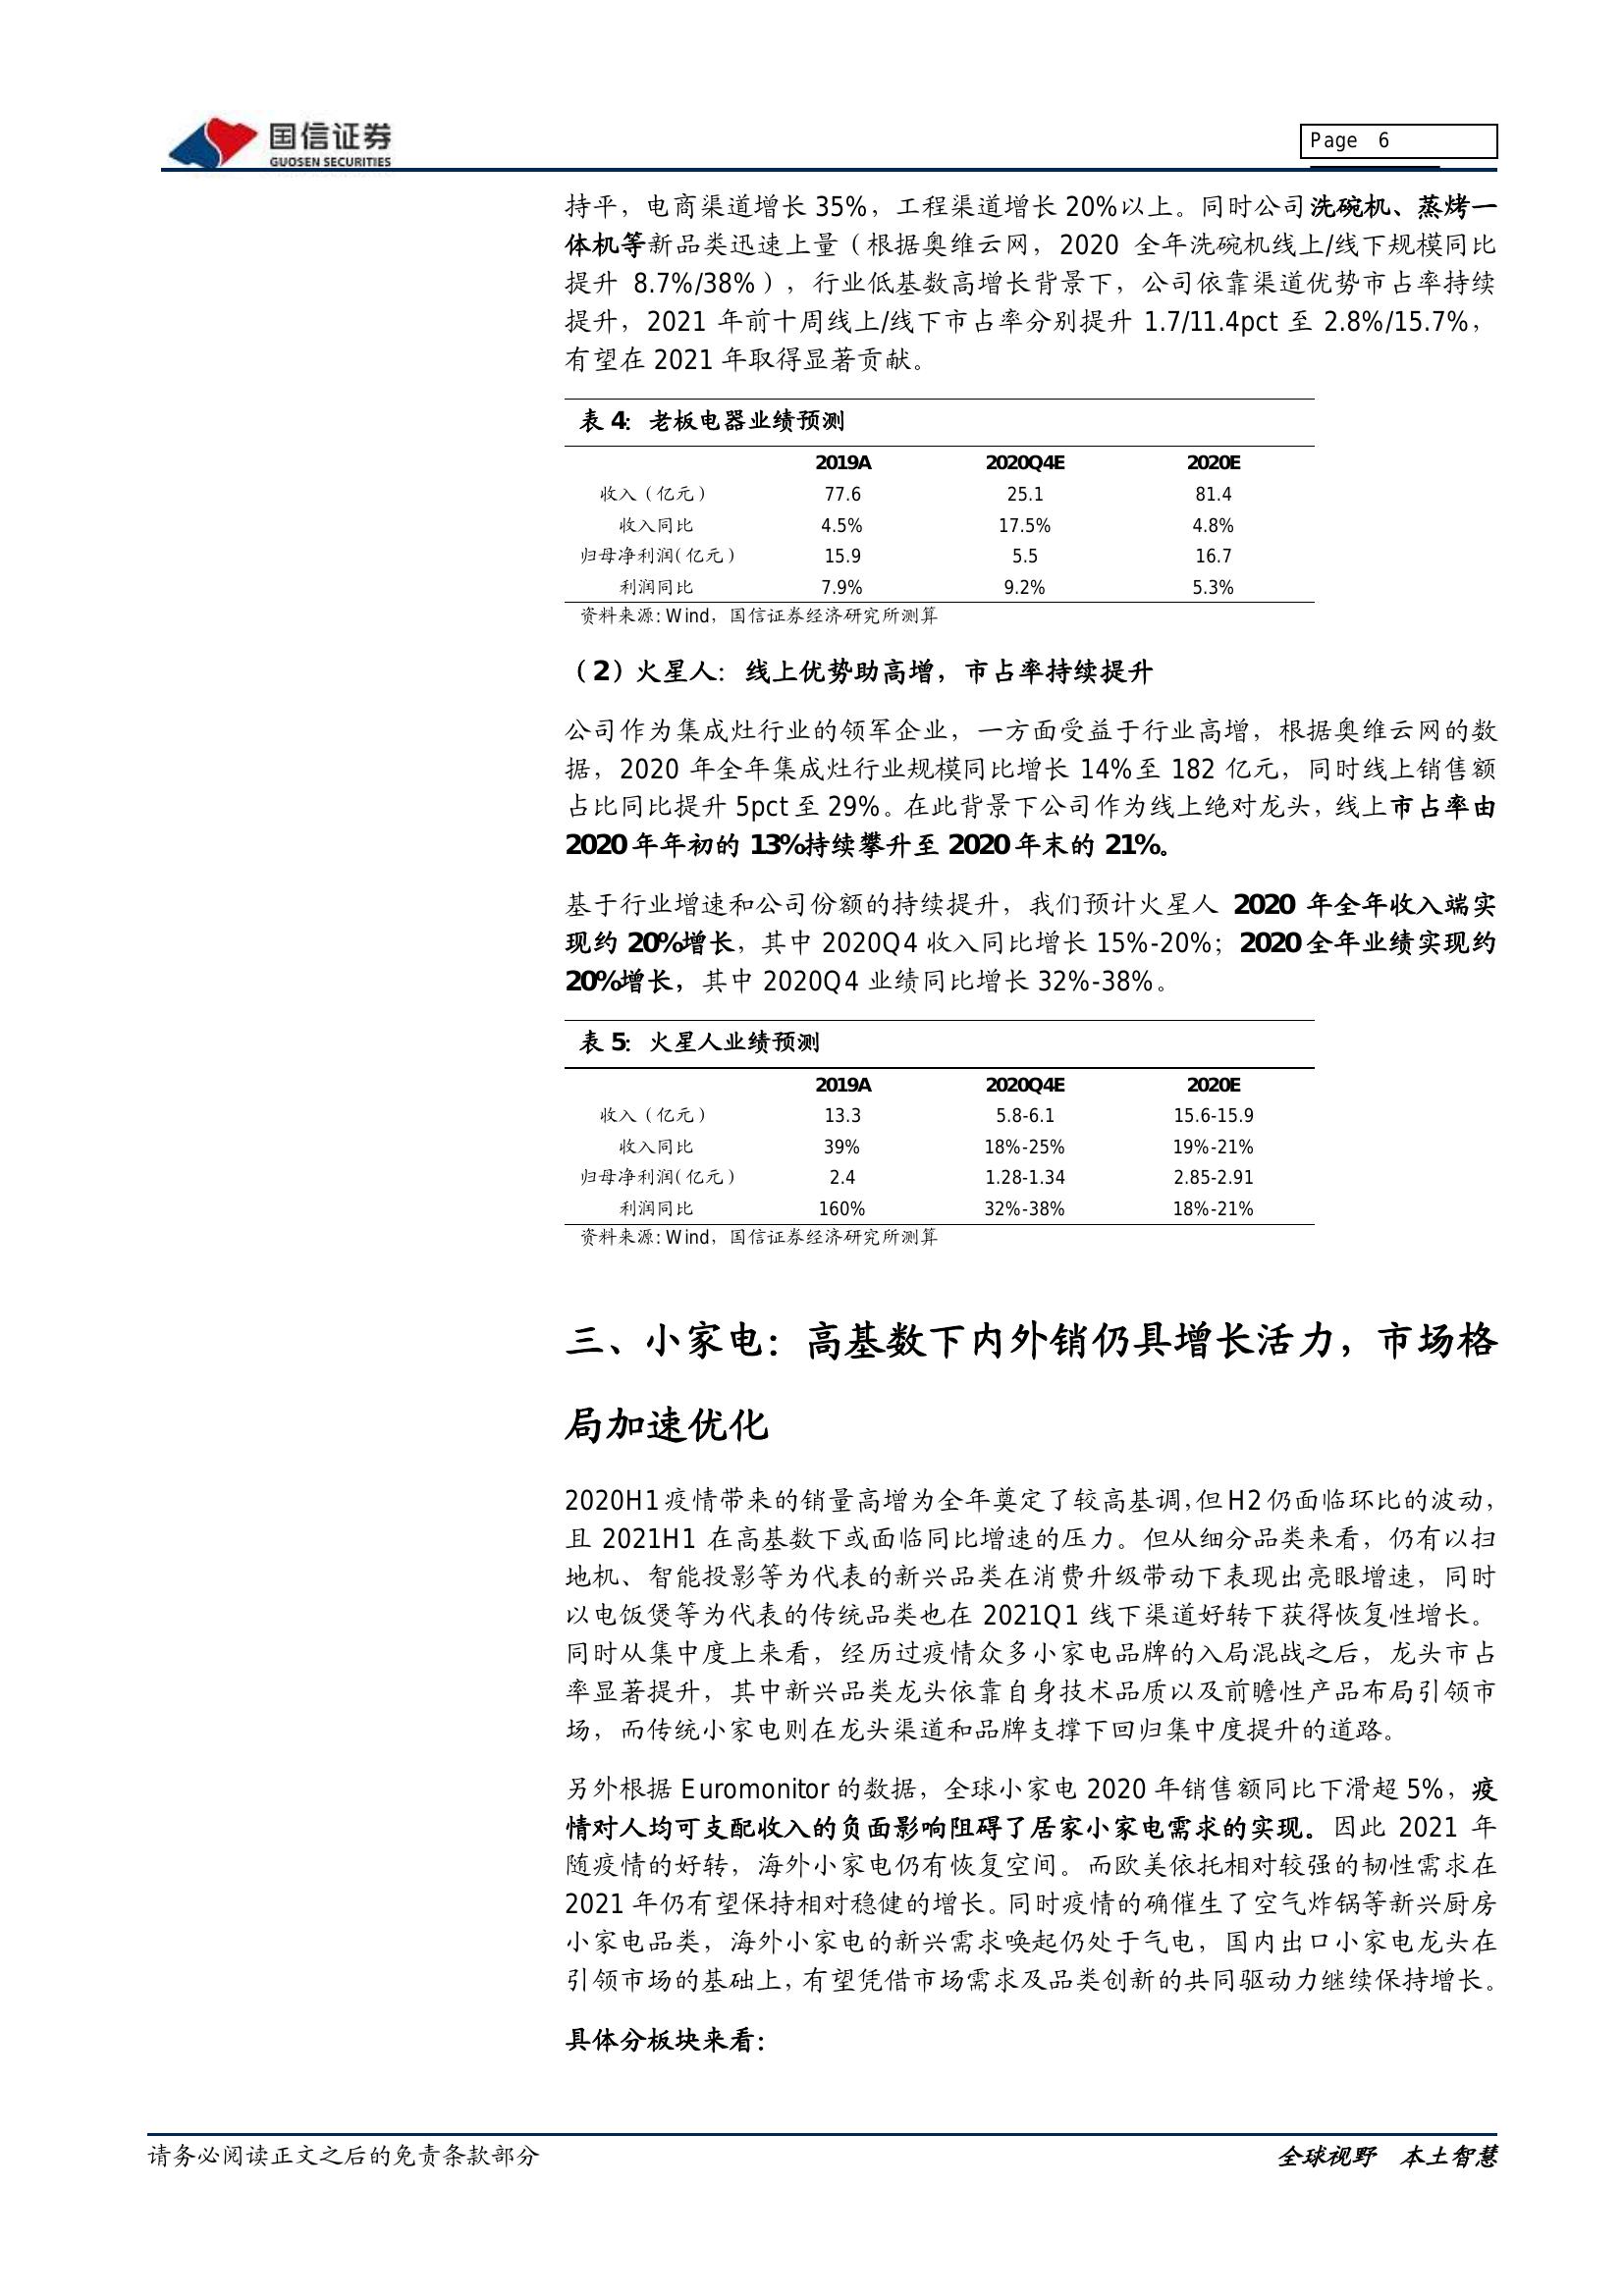 国信证券
GUOSEN SECURITIES
Page 6
持平，电商渠道增长 35%，工程渠道增长 20%以上。同时公司洗碗机、蒸烤一
体机等新品类迅速上量（根据奥维云网，2020 全年洗碗机线上/线下规模同比
提升 8.7%/38%），行业低基数高增长背景下，公司依靠渠道优势市占率持续
提升，2021 年前十周线上/线下市占率分别提升 1.7/11.4pct 至 2.8%/15.7%，
有望在 2021 年取得显著贡献。
表 4：老板电器业绩预测
2019A 2020Q4E 2020E
收入（亿元） 77.6 25.1 81.4
收入同比 4.5% 17.5% 4.8%
归母净利润(亿元) 15.9 5.5 16.7
利润同比 7.9% 9.2% 5.3%
资料来源: Wind，国信证券经济研究所测算
（2）火星人：线上优势助高增，市占率持续提升
公司作为集成灶行业的领军企业，一方面受益于行业高增，根据奥维云网的数
据，2020 年全年集成灶行业规模同比增长 14%至 182 亿元，同时线上销售额
占比同比提升 5pct 至 29%。在此背景下公司作为线上绝对龙头，线上市占率由
2020 年年初的 13%持续攀升至 2020 年末的 21%。
基于行业增速和公司份额的持续提升，我们预计火星人 2020 年全年收入端实
现约 20%增长，其中 2020Q4 收入同比增长 15%-20%；2020 全年业绩实现约
20%增长，其中 2020Q4 业绩同比增长 32%-38%。
表 5：火星人业绩预测
2019A 2020Q4E 2020E
收入（亿元） 13.3 5.8-6.1 15.6-15.9
收入同比 39% 18%-25% 19%-21%
归母净利润(亿元) 2.4 1.28-1.34 2.85-2.91
利润同比 160% 32%-38% 18%-21%
资料来源: Wind，国信证券经济研究所测算
三、小家电：高基数下内外销仍具增长活力，市场格
局加速优化
2020H1 疫情带来的销量高增为全年奠定了较高基调，但 H2 仍面临环比的波动，
且 2021H1 在高基数下或面临同比增速的压力。但从细分品类来看，仍有以扫
地机、智能投影等为代表的新兴品类在消费升级带动下表现出亮眼增速，同时
以电饭煲等为代表的传统品类也在 2021Q1 线下渠道好转下获得恢复性增长。
同时从集中度上来看，经历过疫情众多小家电品牌的入局混战之后，龙头市占
率显著提升，其中新兴品类龙头依靠自身技术品质以及前瞻性产品布局引领市
场，而传统小家电则在龙头渠道和品牌支撑下回归集中度提升的道路。
另外根据 Euromonitor 的数据，全球小家电 2020 年销售额同比下滑超 5%，疫
情对人均可支配收入的负面影响阻碍了居家小家电需求的实现。因此 2021 年
随疫情的好转，海外小家电仍有恢复空间。而欧美依托相对较强的韧性需求在
2021 年仍有望保持相对稳健的增长。同时疫情的确催生了空气炸锅等新兴厨房
小家电品类，海外小家电的新兴需求唤起仍处于气电，国内出口小家电龙头在
引领市场的基础上，有望凭借市场需求及品类创新的共同驱动力继续保持增长。
具体分板块来看：
请务必阅读正文之后的免责条款部分
全球视野 本土智慧